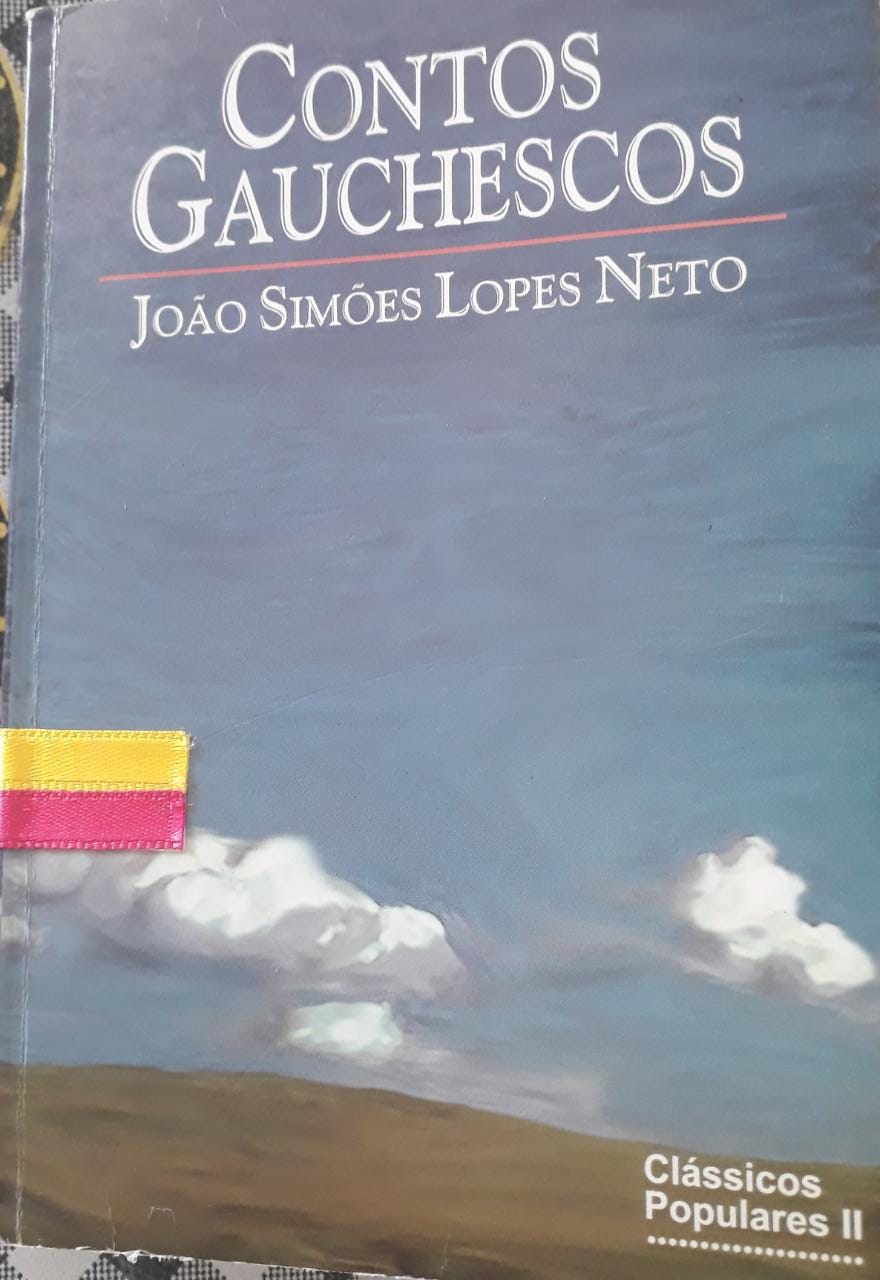 CONTOS
GAUCHESCOS
JOÃO SIMÕES LOPES NETO
Clássicos
Populares II